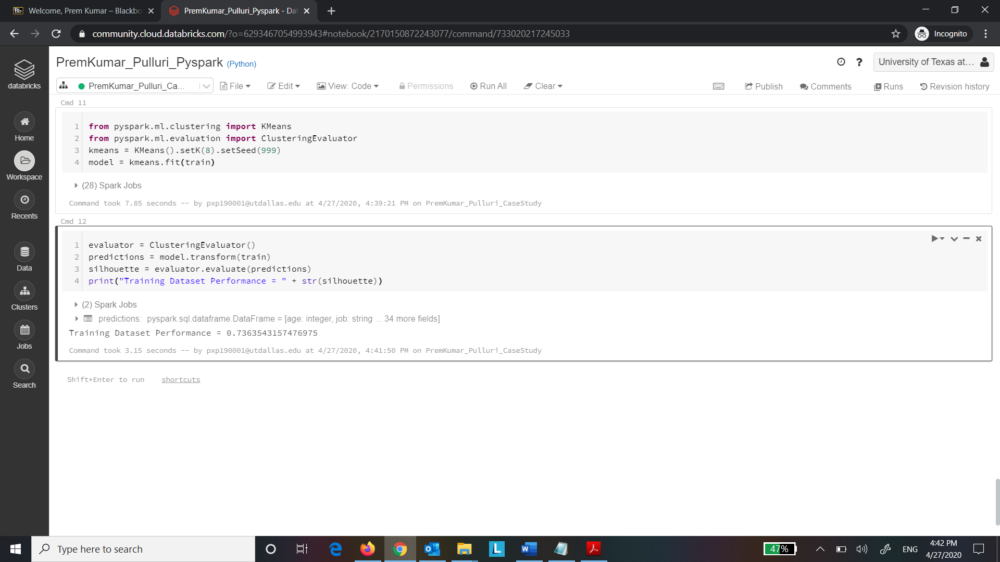 Welcome, Prem Kumar – Blackbo
PremKumar_Pulluri_Pyspark - Dat
community.cloud.databricks.com/?o=6293467054993943#notebook/2170150872243077/command/733020217245033
Incognito
databricks
Home
Workspace
Recents
Data
Clusters
Jobs
Search
PremKumar_Pulluri_Pyspark (Python)
University of Texas at...
PremKumar_Pulluri_Ca...
File
Edit
View: Code
Permissions
Run All
Clear
Publish
Comments
Runs
Revision history
Cmd 11
1 from pyspark.ml.clustering import KMeans
2 from pyspark.ml.evaluation import ClusteringEvaluator
3 kmeans = KMeans().setK(8).setSeed(999)
4 model = kmeans.fit(train)
(28) Spark Jobs
Command took 7.85 seconds -- by pxp190001@utdallas.edu at 4/27/2020, 4:39:21 PM on PremKumar_Pulluri_CaseStudy
Cmd 12
1 evaluator = ClusteringEvaluator()
2 predictions = model.transform(train)
3 silhouette = evaluator.evaluate(predictions)
4 print("Training Dataset Performance = " + str(silhouette))
(2) Spark Jobs
predictions: pyspark.sql.dataframe.DataFrame = [age: integer, job: string ... 34 more fields]
Training Dataset Performance = 0.7363543157476975
Command took 3.15 seconds -- by pxp190001@utdallas.edu at 4/27/2020, 4:41:50 PM on PremKumar_Pulluri_CaseStudy
Shift+Enter to run shortcuts
Type here to search
47%
ENG
4:42 PM
4/27/2020